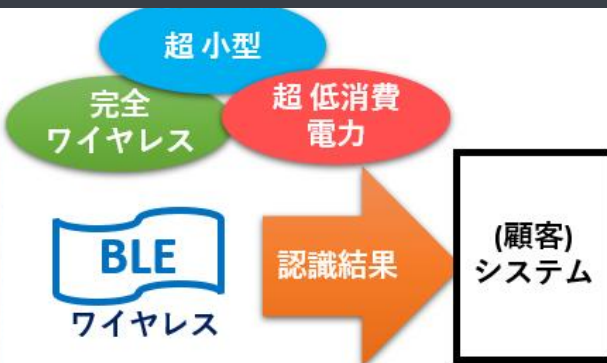 超 小型
完全
ワイヤレス
超 低消費
電力
BLE
ワイヤレス
認識結果
(顧客)
システム